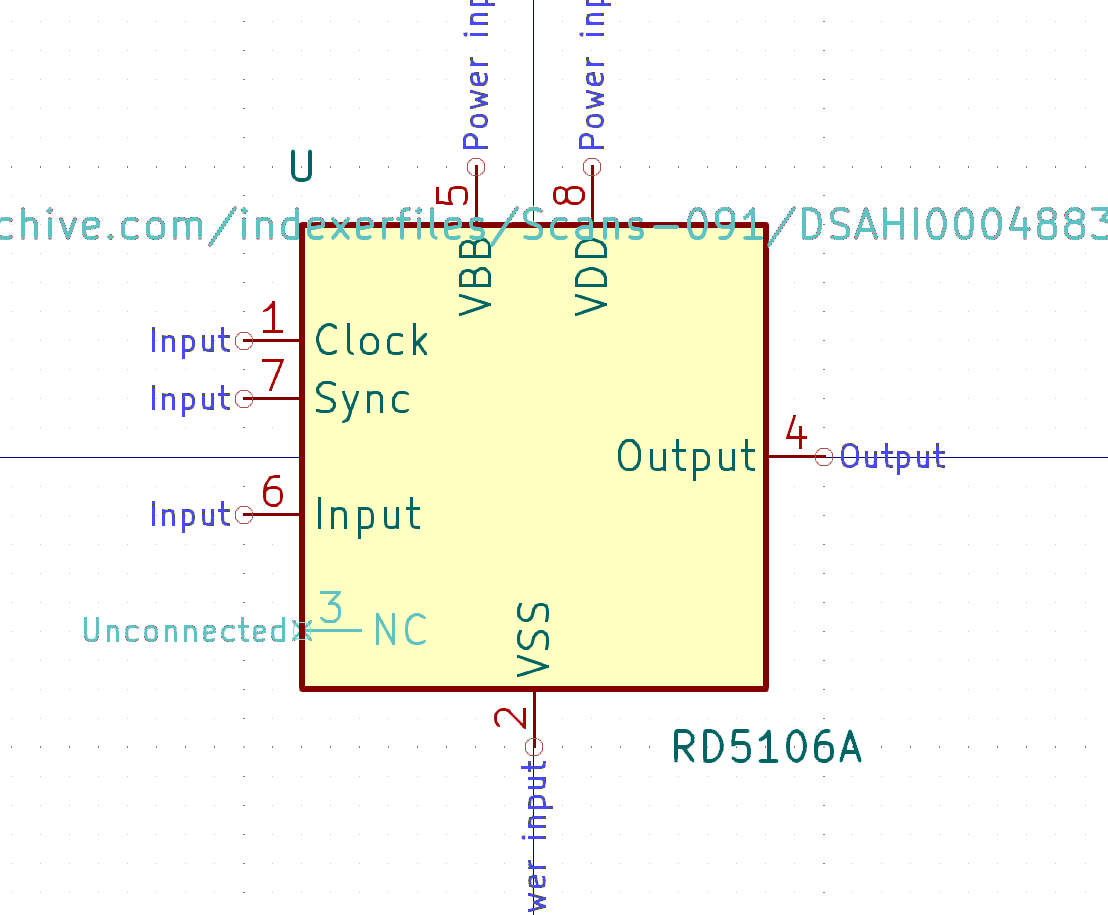 Power inp
Power inp
U
5
8
chive.com/indexerfiles/Scans-091/DSAHI0004883
VBB
VDD
Input 1 Clock
Input 7 Sync
Output 4 Output
Input 6 Input
Unconnected 3 NC
VSS
2
RD5106A
wer input